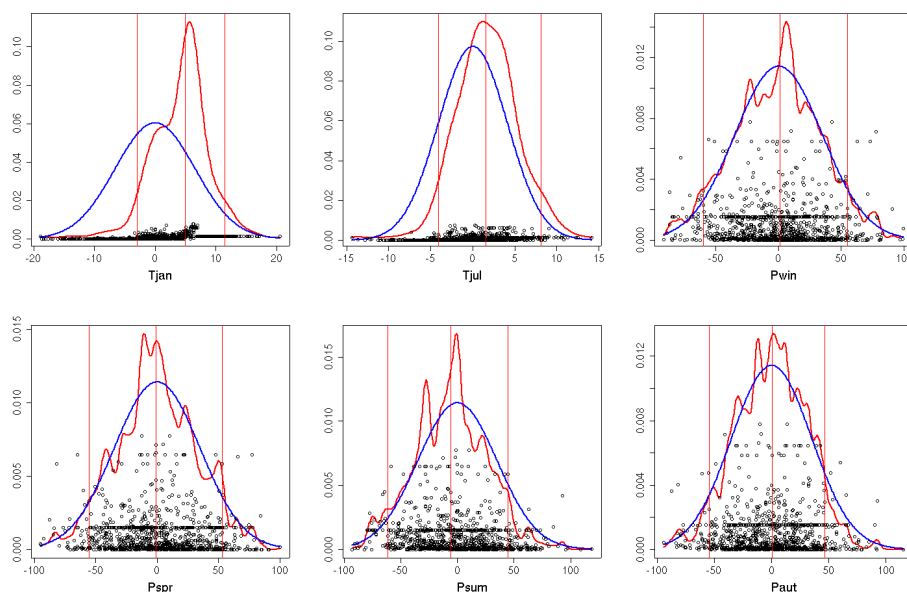 0.00 0.02 0.04 0.06 0.08 0.10
-20 -10 0 10 20
Tjan
0.00 0.02 0.04 0.06 0.08 0.10
-15 -10 -5 0 5 10 15
Tjul
0.000 0.004 0.008 0.012
-50 0 50 100
Pwin
0.000 0.005 0.010 0.015
-100 -50 0 50 100
Pspr
0.000 0.005 0.010 0.015
-100 -50 0 50 100
Psum
0.000 0.004 0.008 0.012
-100 -50 0 50 100
Paut